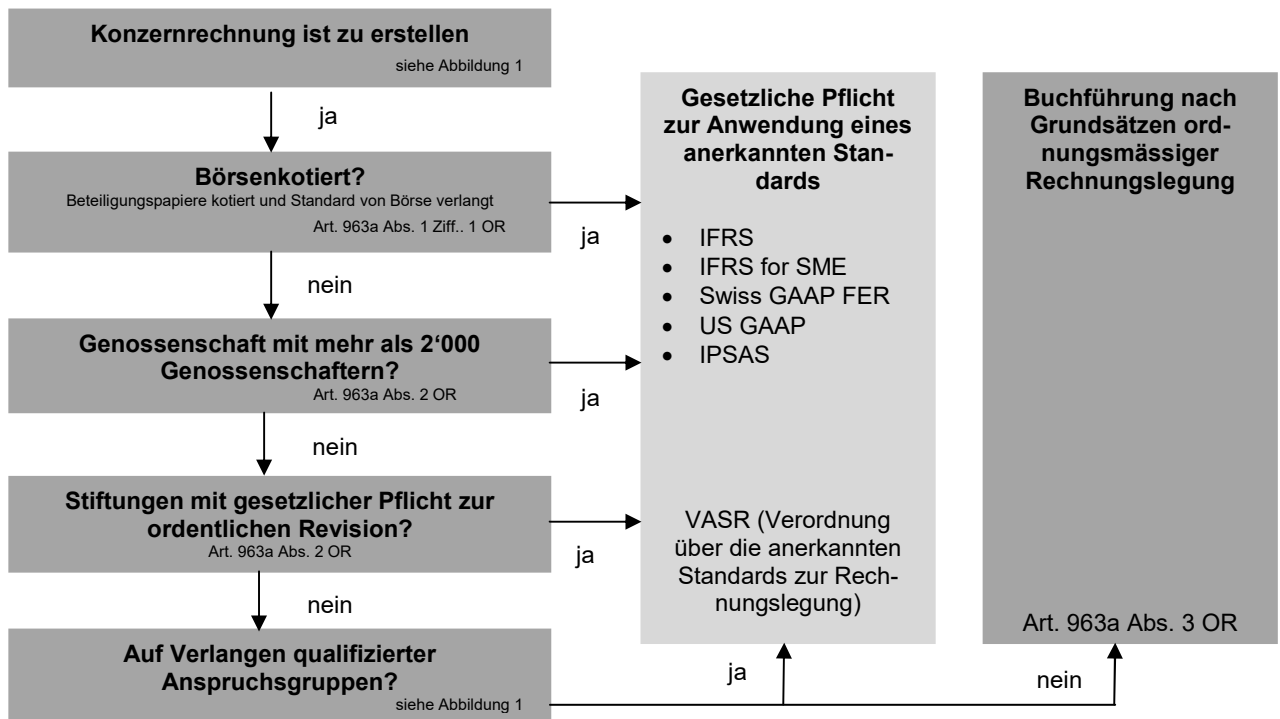 Konzernrechnung ist zu erstellen
siehe Abbildung 1
ja
Börsenkotiert?
Beteiligungspapiere kotiert und Standard von Börse verlangt
Art. 963a Abs. 1 Ziff.. 1 OR
ja
nein
Genossenschaft mit mehr als 2‘000
Genossenschaftern?
Art. 963a Abs. 2 OR
ja
nein
Stiftungen mit gesetzlicher Pflicht zur
ordentlichen Revision?
Art. 963a Abs. 2 OR
ja
nein
Auf Verlangen qualifizierter
Anspruchsgruppen?
siehe Abbildung 1
ja
nein
Gesetzliche Pflicht
zur Anwendung eines
anerkannten Stan-
dards
• IFRS
• IFRS for SME
• Swiss GAAP FER
• US GAAP
• IPSAS
VASR (Verordnung
über die anerkannten
Standards zur Rech-
nungslegung)
Buchführung nach
Grundsätzen ord-
nungsmässiger
Rechnungslegung
Art. 963a Abs. 3 OR